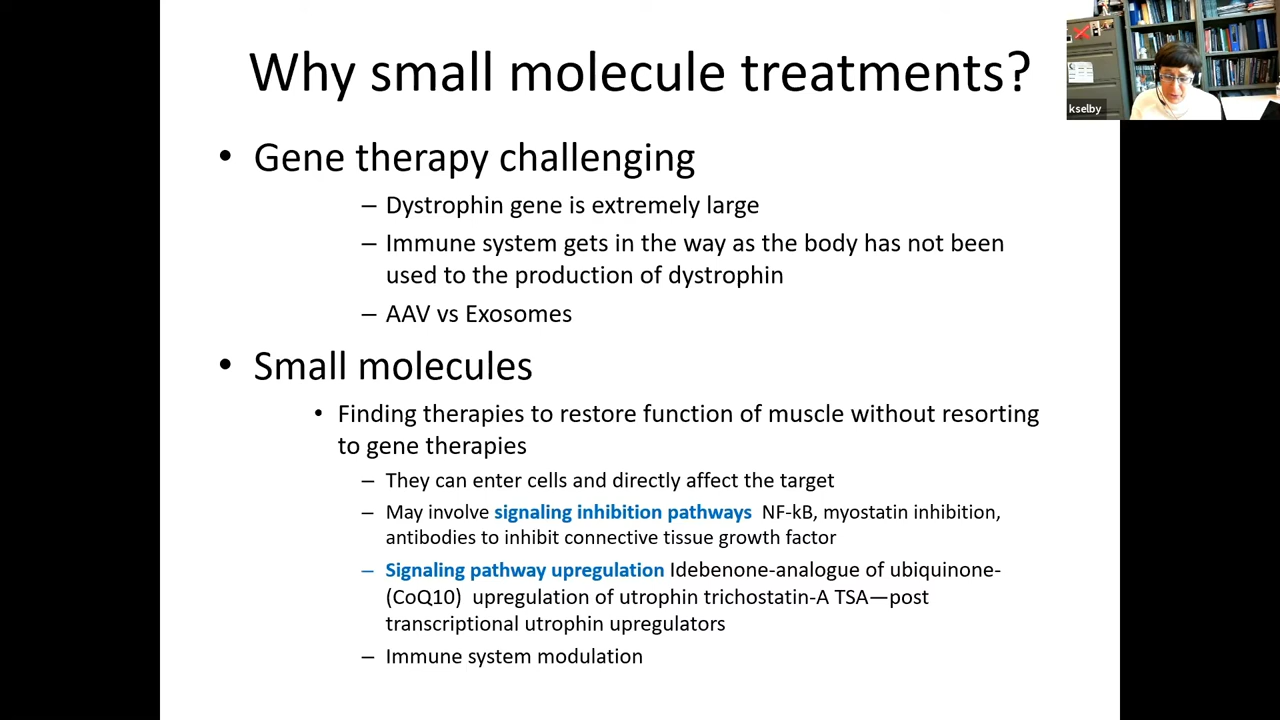 Why small molecule treatments?
kselby
• Gene therapy challenging
– Dystrophin gene is extremely large
– Immune system gets in the way as the body has not been
used to the production of dystrophin
– AAV vs Exosomes
• Small molecules
• Finding therapies to restore function of muscle without resorting
to gene therapies
– They can enter cells and directly affect the target
– May involve signaling inhibition pathways NF-kB, myostatin inhibition,
antibodies to inhibit connective tissue growth factor
– Signaling pathway upregulation Idebenone-analogue of ubiquinone-
(CoQ10) upregulation of utrophin trichostatin-A TSA—post
transcriptional utrophin upregulators
– Immune system modulation